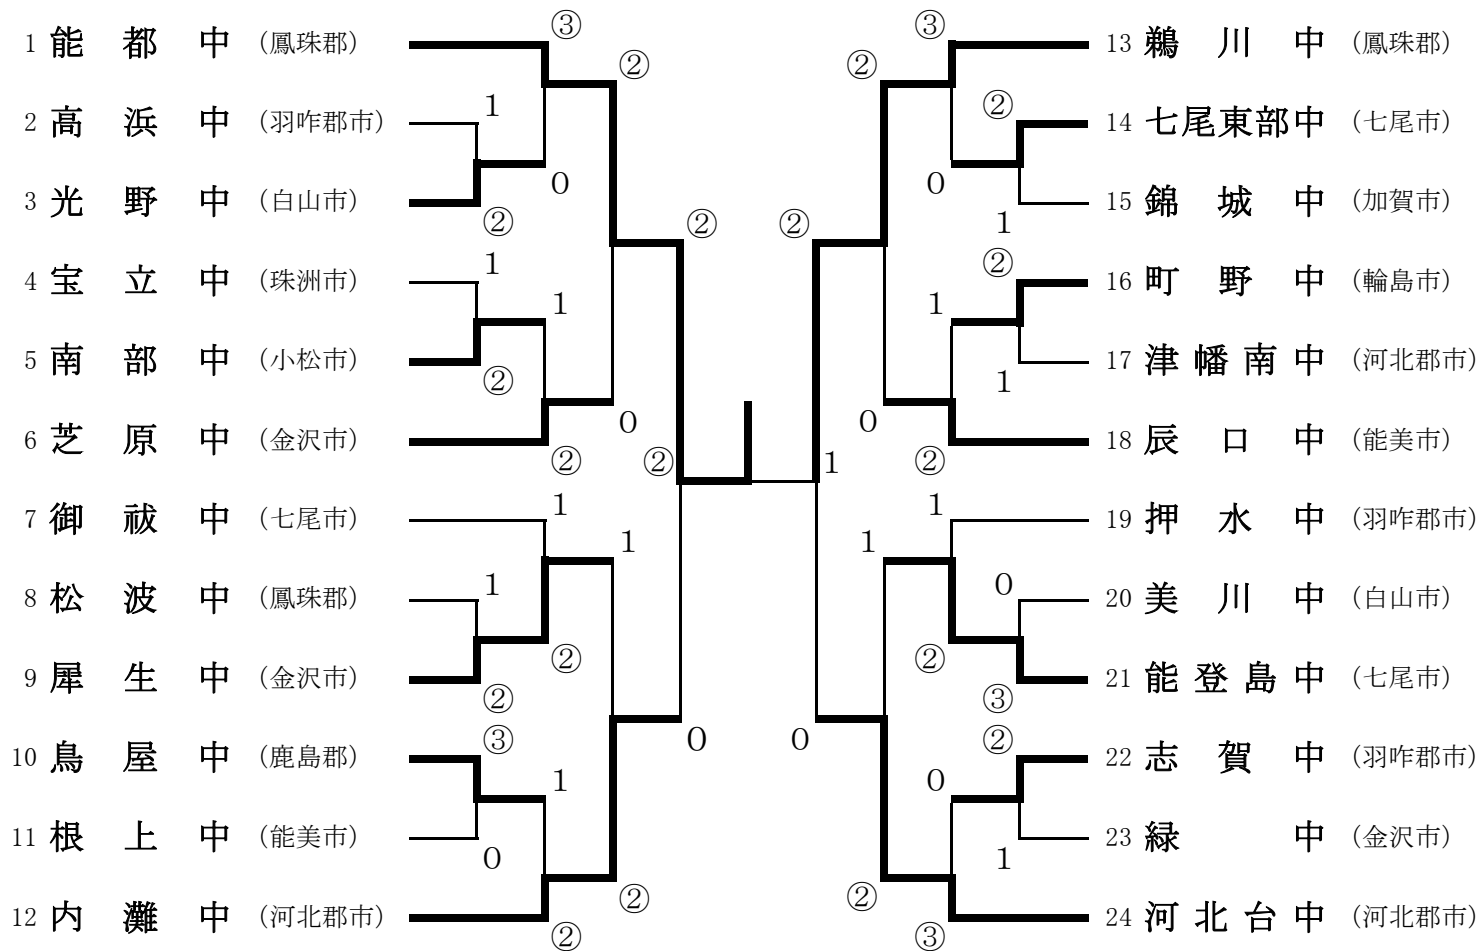 1 能都中 (鳳珠郡)
2 高浜中 (羽咋郡市)
3 光野中 (白山市)
4 宝立中 (珠洲市)
5 南部中 (小松市)
6 芝原中 (金沢市)
7 御祓中 (七尾市)
8 松波中 (鳳珠郡)
9 犀生中 (金沢市)
10 鳥屋中 (鹿島郡)
11 根上中 (能美市)
12 内灘中 (河北郡市)
③
②
1
0
②
②
1
1
②
0
②
②
1
1
1
②
②
③
1
0
0
②
②
③
②
②
②
0
1
②
1
1
1
0
②
1
1
0
②
③
②
0
0
1
②
③
13 鵜川中 (鳳珠郡)
14 七尾東部中 (七尾市)
15 錦城中 (加賀市)
16 町野中 (輪島市)
17 津幡南中 (河北郡市)
18 辰口中 (能美市)
19 押水中 (羽咋郡市)
20 美川中 (白山市)
21 能登島中 (七尾市)
22 志賀中 (羽咋郡市)
23 緑中 (金沢市)
24 河北台中 (河北郡市)